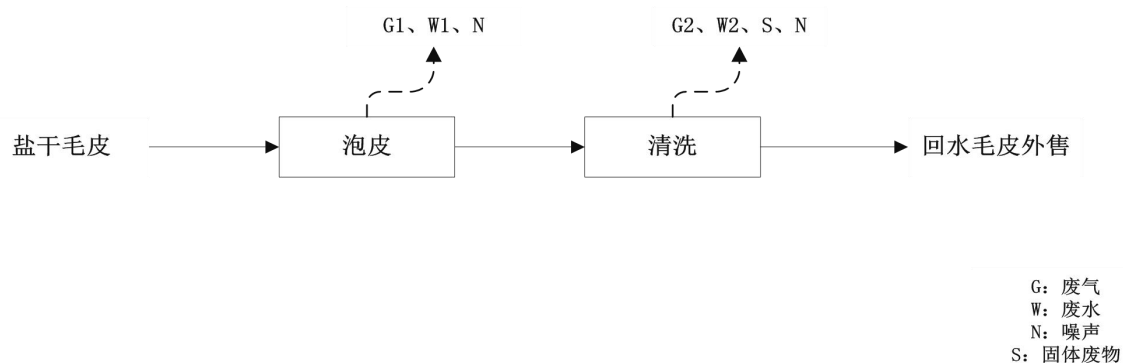 G1、W1、N
G2、W2、S、N
盐干毛皮
泡皮
清洗
回水毛皮外售
G: 废气
W: 废水
N: 噪声
S: 固体废物